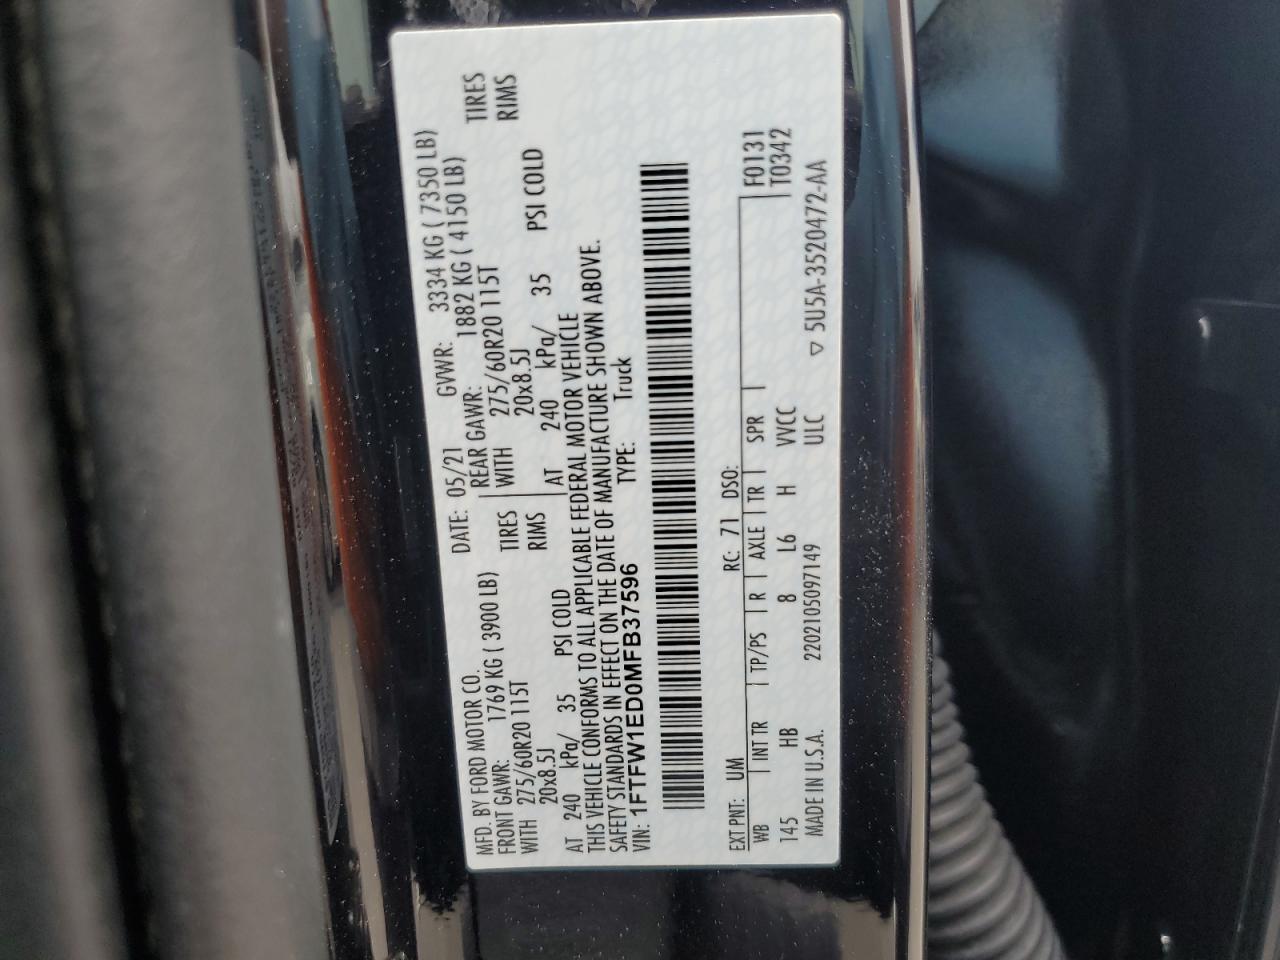 MFD. BY FORD MOTOR CO. DATE: 05/21 GVWR: 3334 KG ( 7350 LB)
FRONT GAWR: 1769 KG ( 3900 LB) REAR GAWR: 1882 KG ( 4150 LB)
WITH 275/60R20 115T TIRES WITH 275/60R20 115T TIRES
20x8.5J RIMS 20x8.5J RIMS
AT 240 kPa/ 35 PSI COLD AT 240 kPa/ 35 PSI COLD
THIS VEHICLE CONFORMS TO ALL APPLICABLE FEDERAL MOTOR VEHICLE
SAFETY STANDARDS IN EFFECT ON THE DATE OF MANUFACTURE SHOWN ABOVE.
VIN: 1FTFW1ED0MFB37596 TYPE: Truck
EXT PNT: UM RC: 71 DSO: F0131
WB INT TR TP/PS R AXLE TR SPR T0342
145 HB 8 L6 H VVCC
MADE IN U.S.A. 2202105097149 ULC ▽ 5U5A-3520472-AA